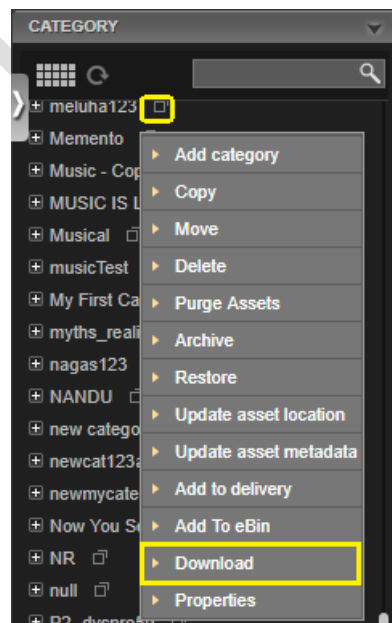 CATEGORY
meluha123
Memento
Add category
Music - Cop
Copy
MUSIC IS L
Musical
Move
musicTest
Delete
My First Ca
Purge Assets
myths_reali
Archive
nagas123
Restore
NANDU
Update asset location
new catego
newcat123a
Update asset metadata
newmycate
Add to delivery
Now You Se
Add To eBin
NR
Download
null
Properties